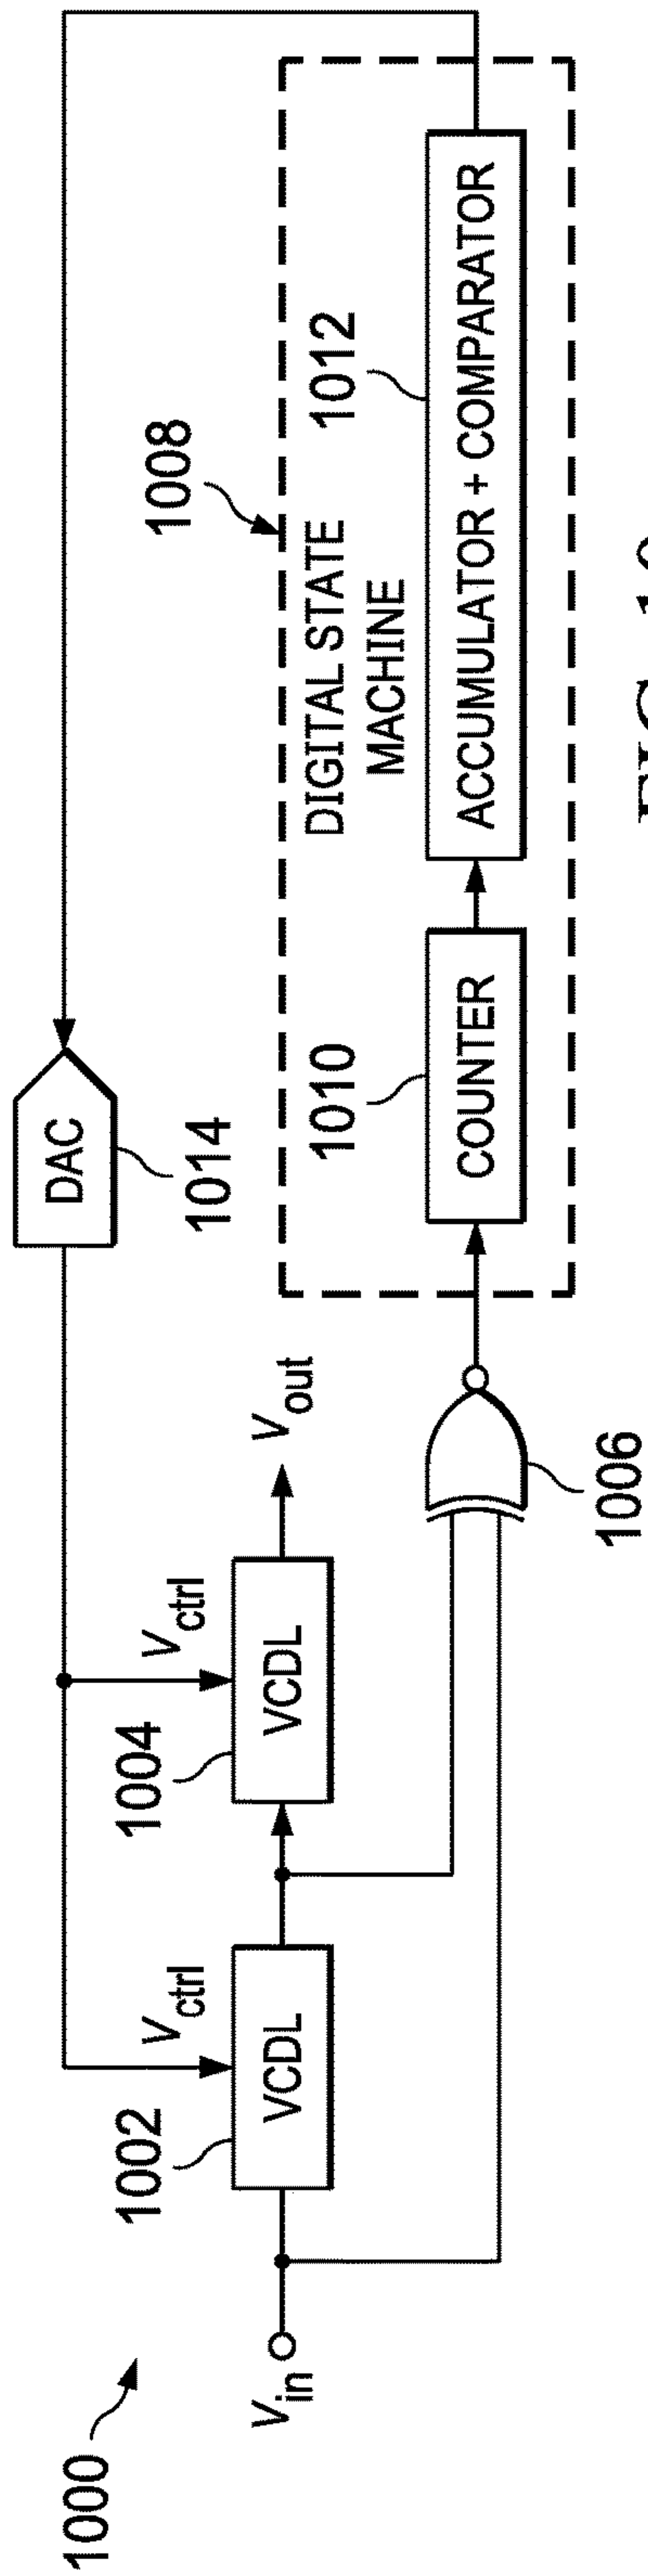 1000
V_in
1002
VCDL
V_ctrl
1004
VCDL
V_ctrl
V_out
DAC
1014
1006
1008
DIGITAL STATE
MACHINE
1010
COUNTER
1012
ACCUMULATOR + COMPARATOR